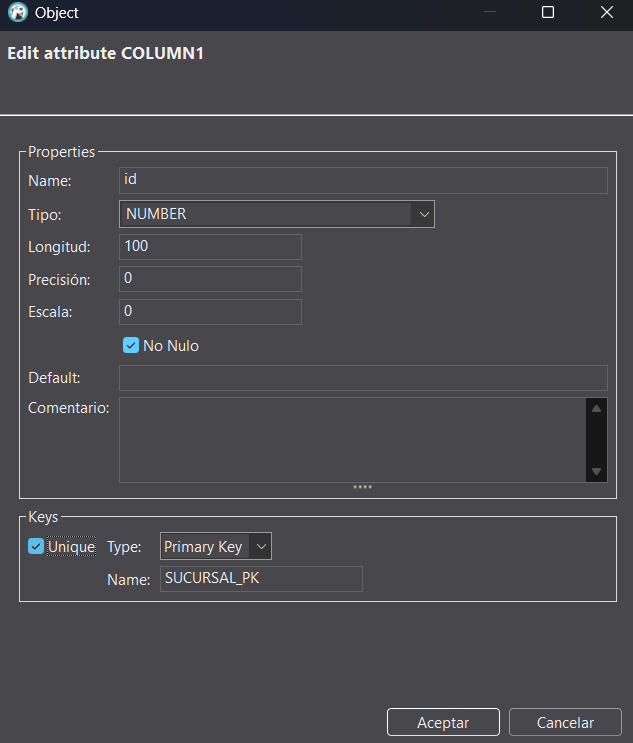 Object
Edit attribute COLUMN1
Properties
Name: id
Tipo: NUMBER
Longitud: 100
Precisión: 0
Escala: 0
No Nulo
Default:
Comentario:
Keys
Unique Type: Primary Key
Name: SUCURSAL_PK
Aceptar Cancelar